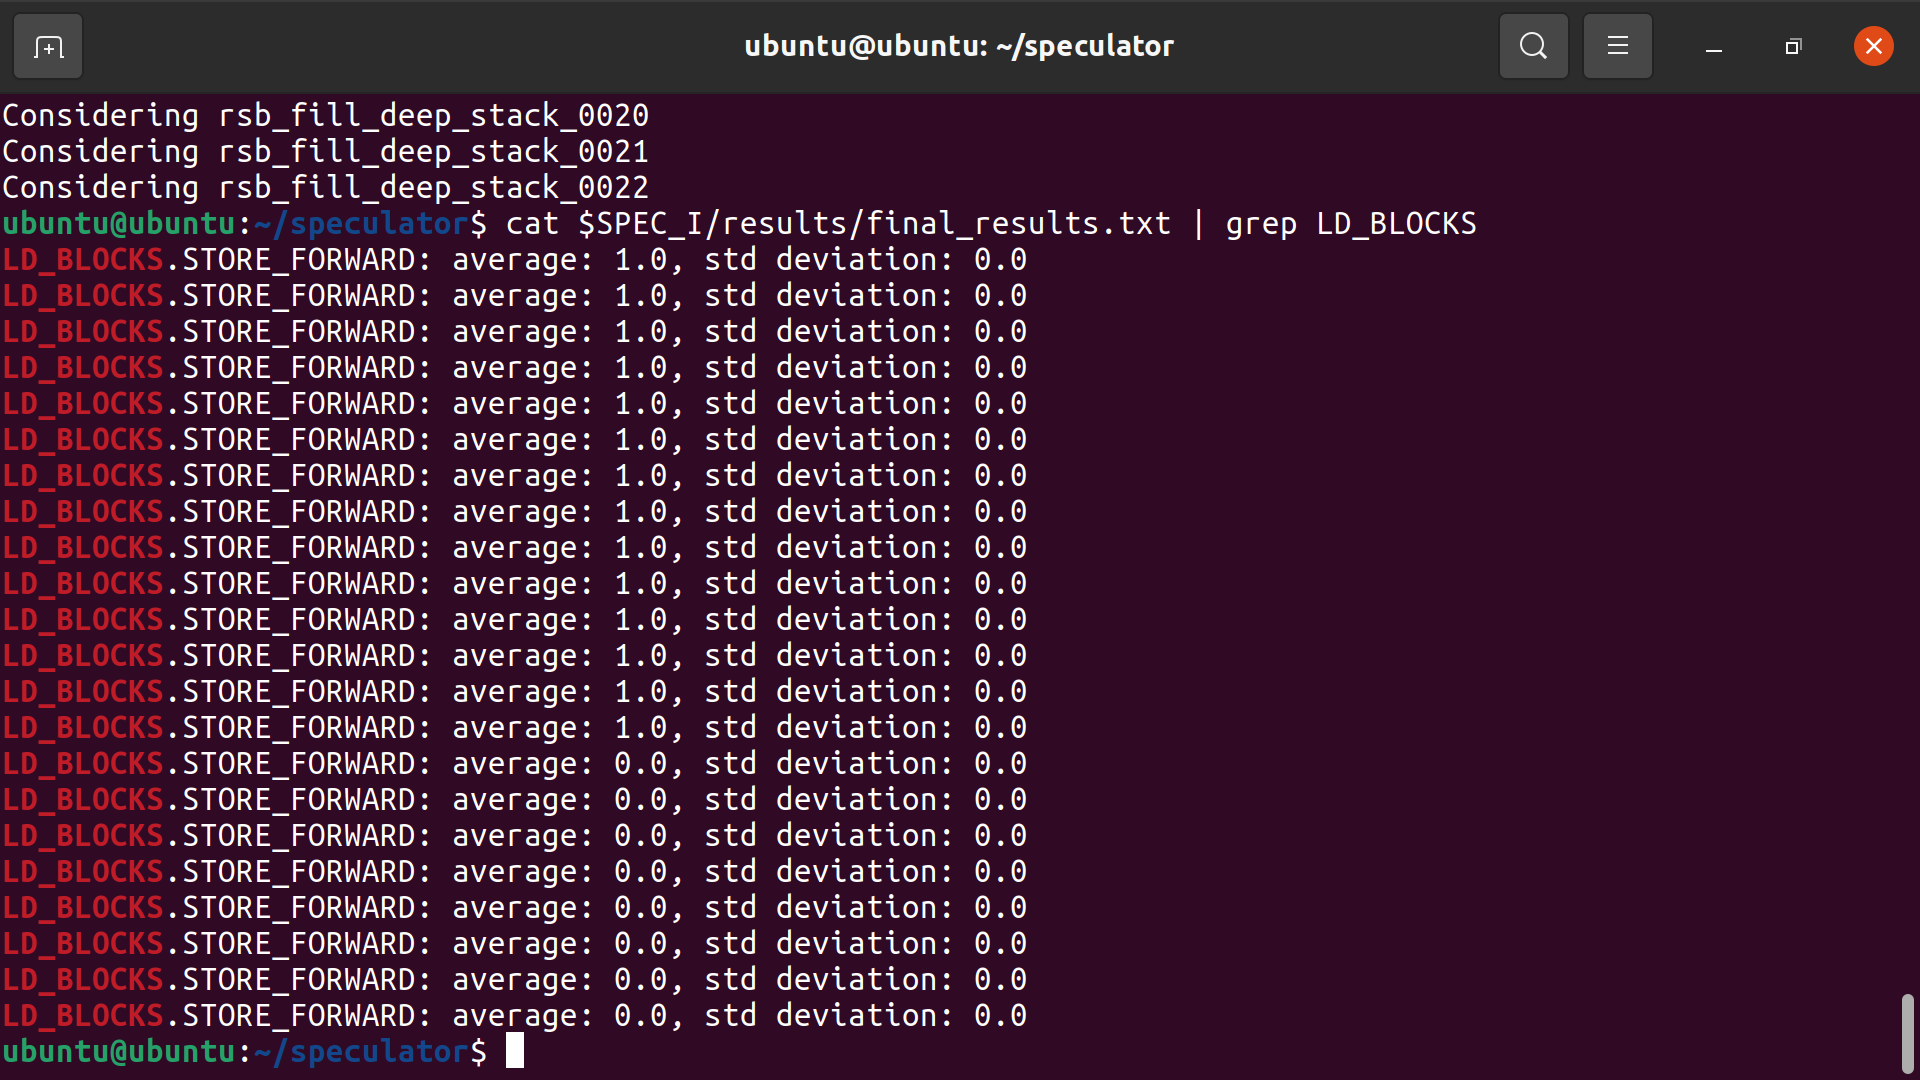 ubuntu@ubuntu: ~/speculator
Considering rsb_fill_deep_stack_0020
Considering rsb_fill_deep_stack_0021
Considering rsb_fill_deep_stack_0022
ubuntu@ubuntu:~/speculator$ cat $SPEC_I/results/final_results.txt | grep LD_BLOCKS
LD_BLOCKS.STORE_FORWARD: average: 1.0, std deviation: 0.0
LD_BLOCKS.STORE_FORWARD: average: 1.0, std deviation: 0.0
LD_BLOCKS.STORE_FORWARD: average: 1.0, std deviation: 0.0
LD_BLOCKS.STORE_FORWARD: average: 1.0, std deviation: 0.0
LD_BLOCKS.STORE_FORWARD: average: 1.0, std deviation: 0.0
LD_BLOCKS.STORE_FORWARD: average: 1.0, std deviation: 0.0
LD_BLOCKS.STORE_FORWARD: average: 1.0, std deviation: 0.0
LD_BLOCKS.STORE_FORWARD: average: 1.0, std deviation: 0.0
LD_BLOCKS.STORE_FORWARD: average: 1.0, std deviation: 0.0
LD_BLOCKS.STORE_FORWARD: average: 1.0, std deviation: 0.0
LD_BLOCKS.STORE_FORWARD: average: 1.0, std deviation: 0.0
LD_BLOCKS.STORE_FORWARD: average: 1.0, std deviation: 0.0
LD_BLOCKS.STORE_FORWARD: average: 1.0, std deviation: 0.0
LD_BLOCKS.STORE_FORWARD: average: 1.0, std deviation: 0.0
LD_BLOCKS.STORE_FORWARD: average: 0.0, std deviation: 0.0
LD_BLOCKS.STORE_FORWARD: average: 0.0, std deviation: 0.0
LD_BLOCKS.STORE_FORWARD: average: 0.0, std deviation: 0.0
LD_BLOCKS.STORE_FORWARD: average: 0.0, std deviation: 0.0
LD_BLOCKS.STORE_FORWARD: average: 0.0, std deviation: 0.0
LD_BLOCKS.STORE_FORWARD: average: 0.0, std deviation: 0.0
LD_BLOCKS.STORE_FORWARD: average: 0.0, std deviation: 0.0
LD_BLOCKS.STORE_FORWARD: average: 0.0, std deviation: 0.0
ubuntu@ubuntu:~/speculator$